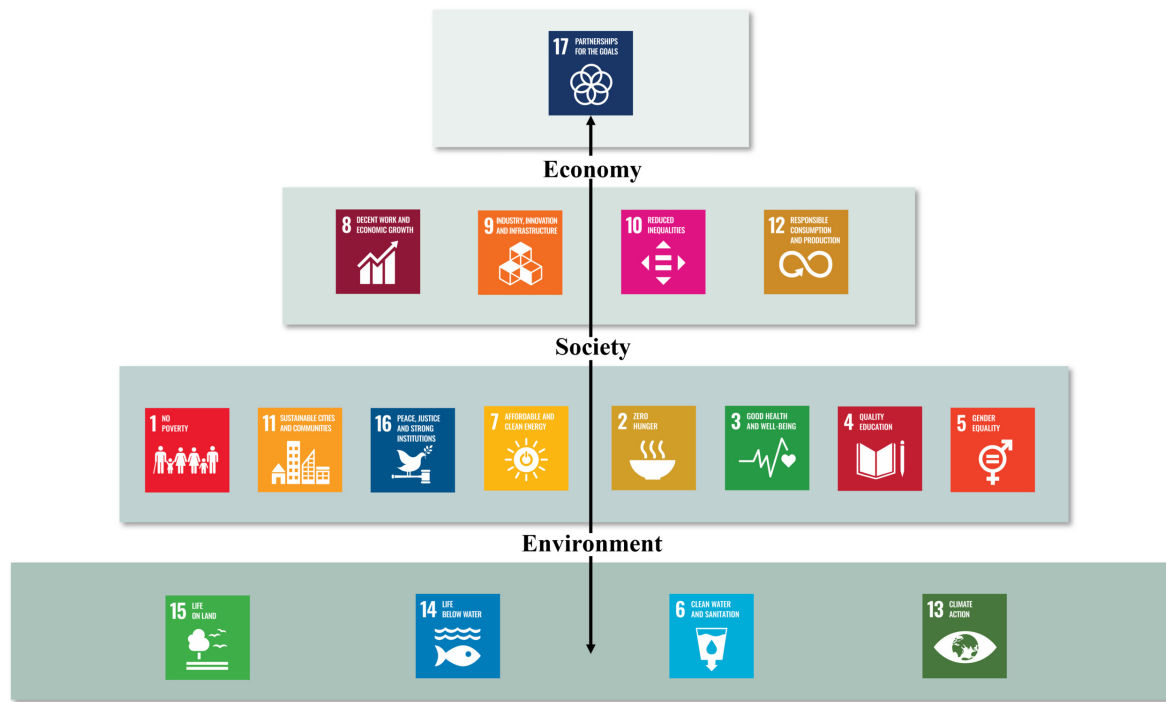 17 PARTNERSHIPS
FOR THE GOALS
Economy
8 DECENT WORK AND
ECONOMIC GROWTH
9 INDUSTRY, INNOVATION
AND INFRASTRUCTURE
10 REDUCED
INEQUALITIES
12 RESPONSIBLE
CONSUMPTION
AND PRODUCTION
Society
1 NO
POVERTY
11 SUSTAINABLE CITIES
AND COMMUNITIES
16 PEACE, JUSTICE
AND STRONG
INSTITUTIONS
7 AFFORDABLE AND
CLEAN ENERGY
2 ZERO
HUNGER
3 GOOD HEALTH
AND WELL-BEING
4 QUALITY
EDUCATION
5 GENDER
EQUALITY
Environment
15 LIFE
ON LAND
14 LIFE
BELOW WATER
6 CLEAN WATER
AND SANITATION
13 CLIMATE
ACTION